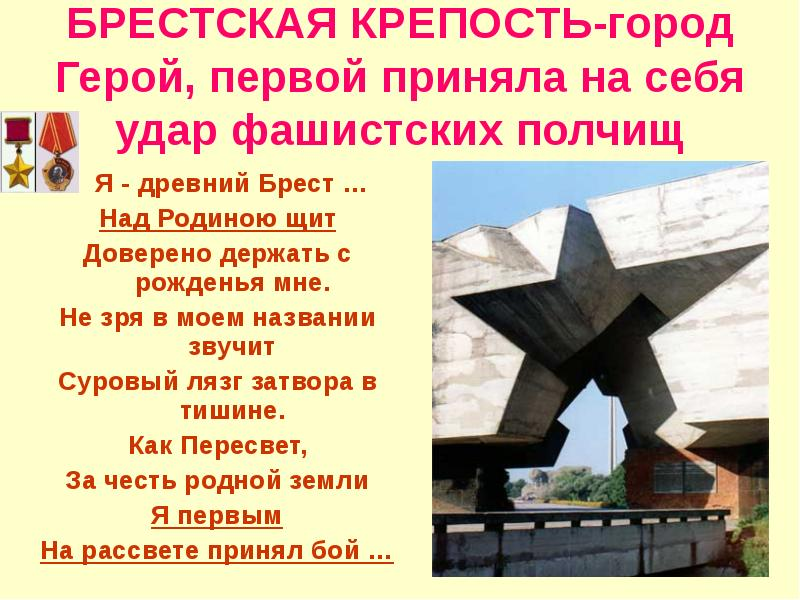 БРЕСТСКАЯ КРЕПОСТЬ-город
Герой, первой приняла на себя
удар фашистских полчищ
Я - древний Брест …
Над Родиною щит
Доверено держать с
рожденья мне.
Не зря в моем названии
звучит
Суровый лязг затвора в
тишине.
Как Пересвет,
За честь родной земли
Я первым
На рассвете принял бой …